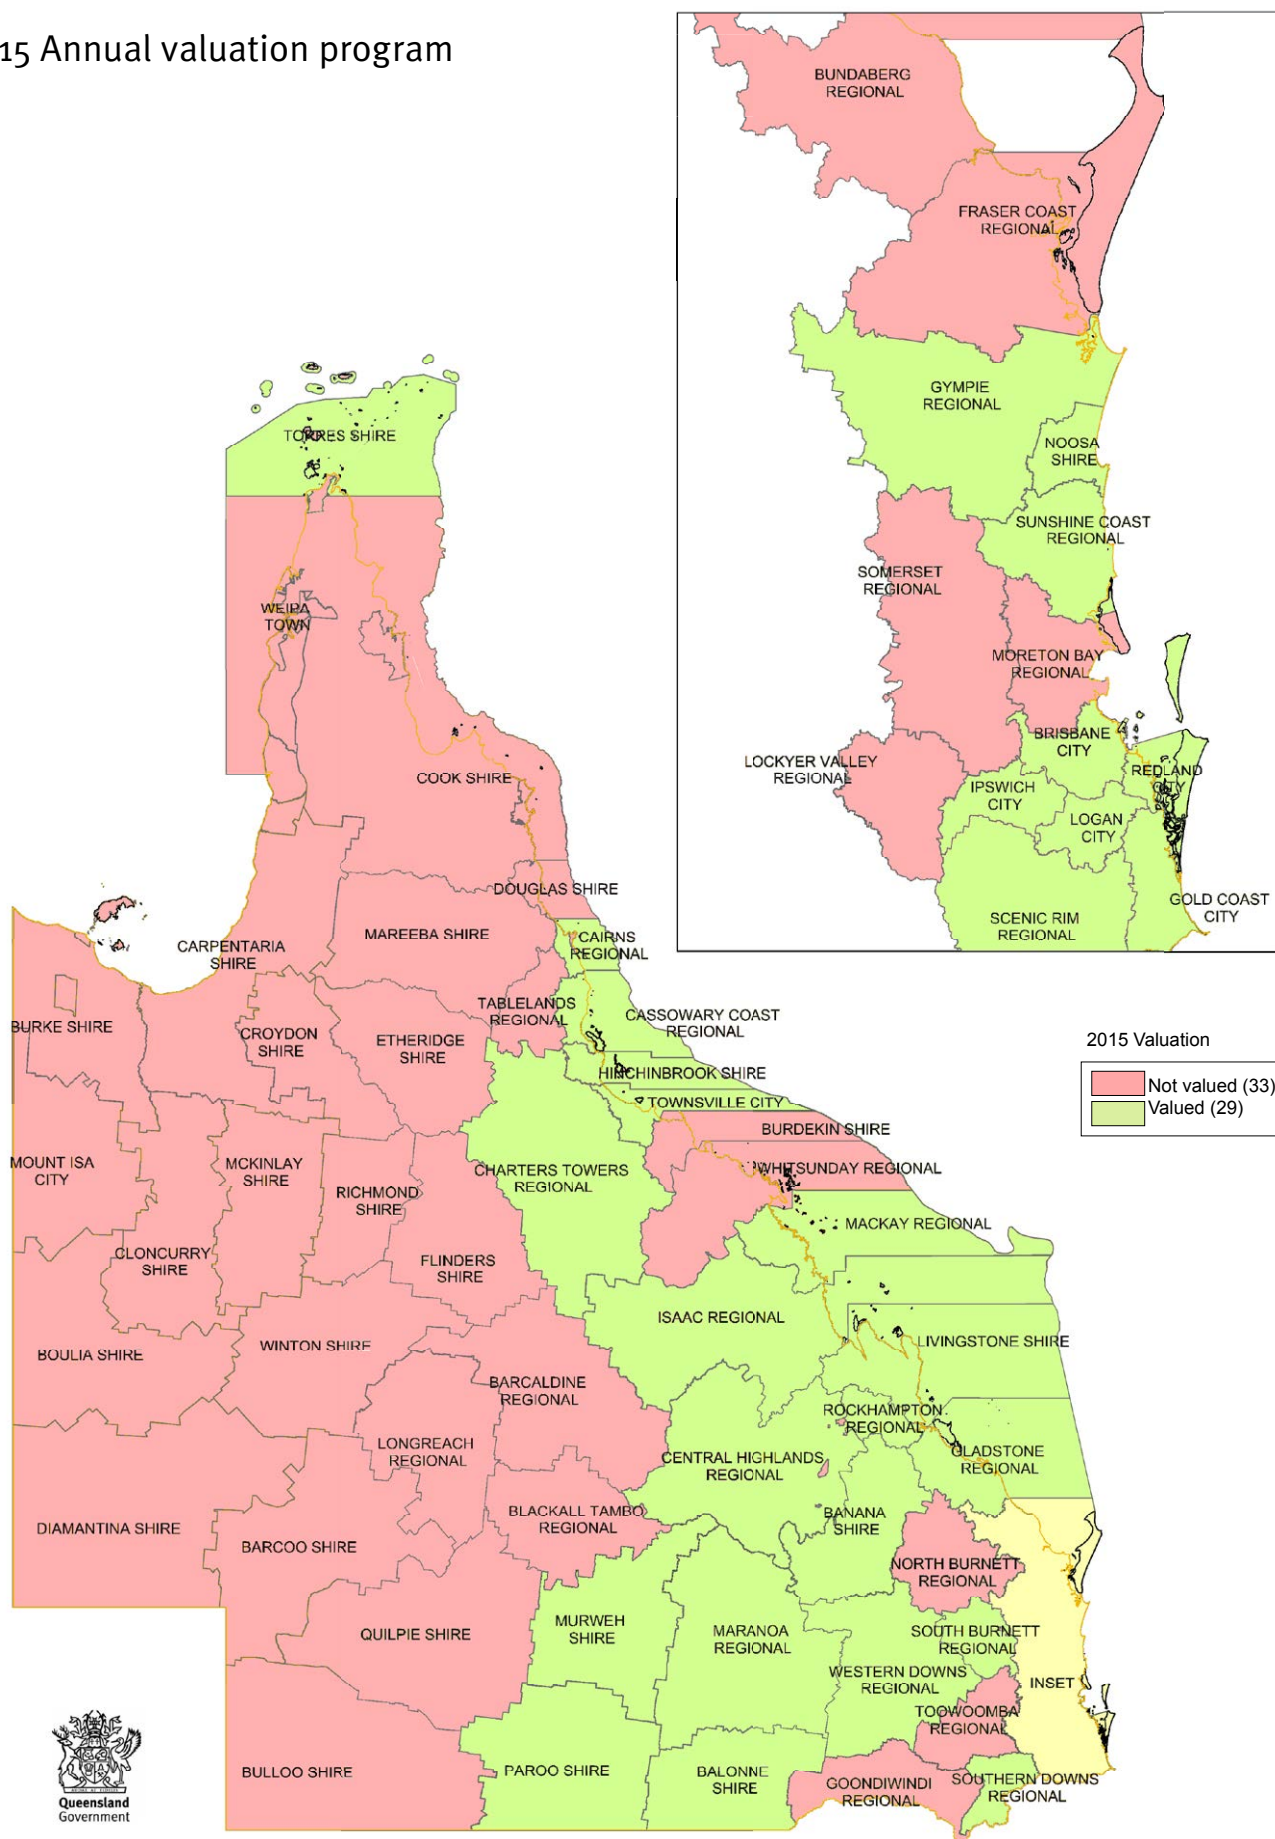 15 Annual valuation program
BUNDABERG
REGIONAL
FRASER COAST
REGIONAL
GYMPIE
REGIONAL
NOOSA
SHIRE
SUNSHINE COAST
REGIONAL
SOMERSET
REGIONAL
MORETON BAY
REGIONAL
BRISBANE
CITY
LOCKYER VALLEY
REGIONAL
REDLAND
CITY
IPSWICH
CITY
LOGAN
CITY
GOLD COAST
CITY
SCENIC RIM
REGIONAL
TORRES SHIRE
WEIPA
TOWN
COOK SHIRE
DOUGLAS SHIRE
MAREEBA SHIRE
CAIRNS
REGIONAL
CARPENTARIA
SHIRE
TABLELANDS
REGIONAL
CASSOWARY COAST
REGIONAL
BURKE SHIRE
CROYDON
SHIRE
ETHERIDGE
SHIRE
HINCHINBROOK SHIRE
TOWNSVILLE CITY
BURDEKIN SHIRE
WHITSUNDAY REGIONAL
MOUNT ISA
CITY
MCKINLAY
SHIRE
CHARTERS TOWERS
REGIONAL
RICHMOND
SHIRE
MACKAY REGIONAL
CLONCURRY
SHIRE
FLINDERS
SHIRE
ISAAC REGIONAL
LIVINGSTONE SHIRE
WINTON SHIRE
BOULIA SHIRE
BARCALDINE
REGIONAL
ROCKHAMPTON
REGIONAL
LONGREACH
REGIONAL
CENTRAL HIGHLANDS
REGIONAL
GLADSTONE
REGIONAL
BLACKALL TAMBO
REGIONAL
BANANA
SHIRE
DIAMANTINA SHIRE
BARCOO SHIRE
NORTH BURNETT
REGIONAL
QUILPIE SHIRE
MURWEH
SHIRE
MARANOA
REGIONAL
SOUTH BURNETT
REGIONAL
WESTERN DOWNS
REGIONAL
INSET
TOOWOOMBA
REGIONAL
BULLOO SHIRE
PAROO SHIRE
BALONNE
SHIRE
GOONDIWINDI
REGIONAL
SOUTHERN DOWNS
REGIONAL
2015 Valuation
Not valued (33)
Valued (29)
Queensland
Government